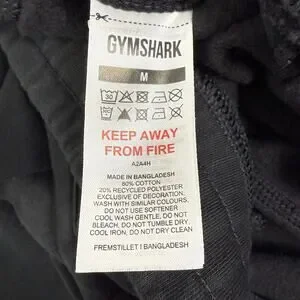 GYMSHARK
M
30
KEEP AWAY
FROM FIRE
A2A4H
MADE IN BANGLADESH
80% COTTON
20% RECYCLED POLYESTER
EXCLUSIVE OF DECORATION.
WASH WITH SIMILAR COLOURS,
DO NOT USE SOFTENER
COOL WASH GENTLE, DO NOT
BLEACH, DO NOT TUMBLE DRY
COOL IRON, DO NOT DRY CLEAN
FREMSTILLET I BANGLADESH